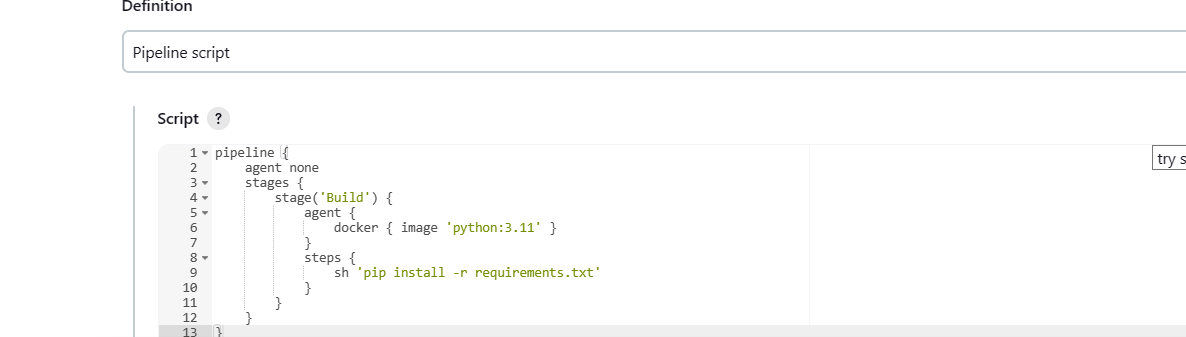 Definition
Pipeline script
Script ?
try s
1 pipeline {
2 agent none
3 stages {
4 stage('Build') {
5 agent {
6 docker { image 'python:3.11' }
7 }
8 steps {
9 sh 'pip install -r requirements.txt'
10 }
11 }
12 }
13 }